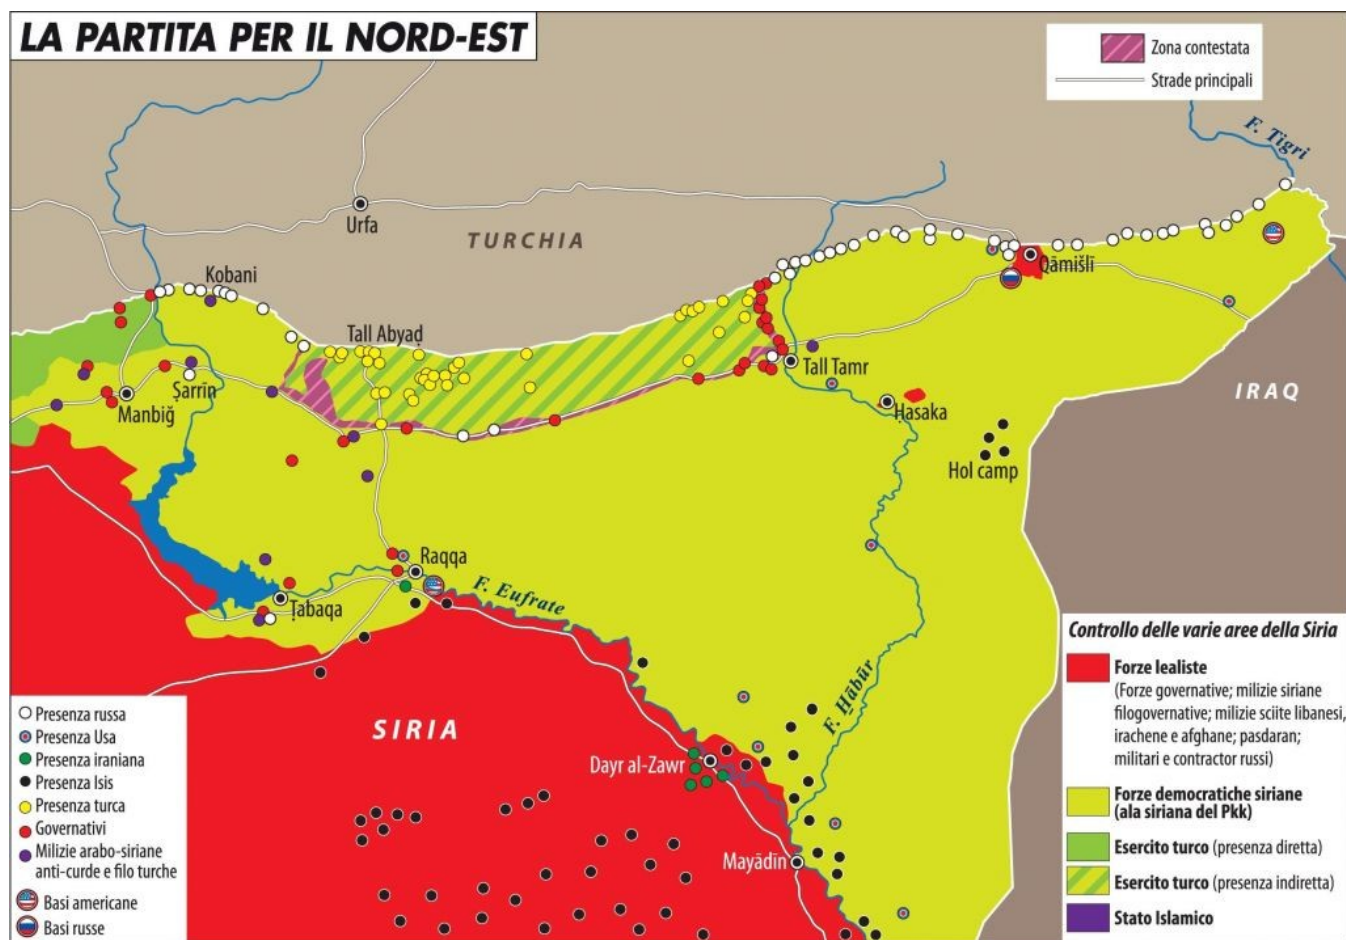 LA PARTITA PER IL NORD-EST
Zona contestata
Strade principali
F. Tigri
Urfa
TURCHIA
Kobani
Qāmišlī
Tall Abyaḍ
Tall Tamr
Ṣarrīn
Manbiğ
Ḥasaka
IRAQ
Hol camp
Raqqa
F. Eufrate
Ṭabaqa
F. Ḫābūr
SIRIA
Dayr al-Zawr
Mayādīn
Presenza russa
Presenza Usa
Presenza iraniana
Presenza Isis
Presenza turca
Governativi
Milizie arabo-siriane
anti-curde e filo turche
Basi americane
Basi russe
Controllo delle varie aree della Siria
Forze lealiste
(Forze governative; milizie siriane
filogovernative; milizie sciite libanesi,
irachene e afghane; pasdaran;
militari e contractor russi)
Forze democratiche siriane
(ala siriana del Pkk)
Esercito turco (presenza diretta)
Esercito turco (presenza indiretta)
Stato Islamico